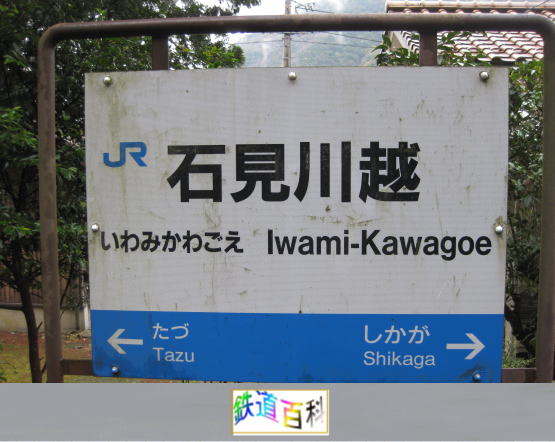 JR 石見川越
いわみかわごえ Iwami-Kawagoe
← たづ しかが →
Tazu Shikaga
鉄道百科